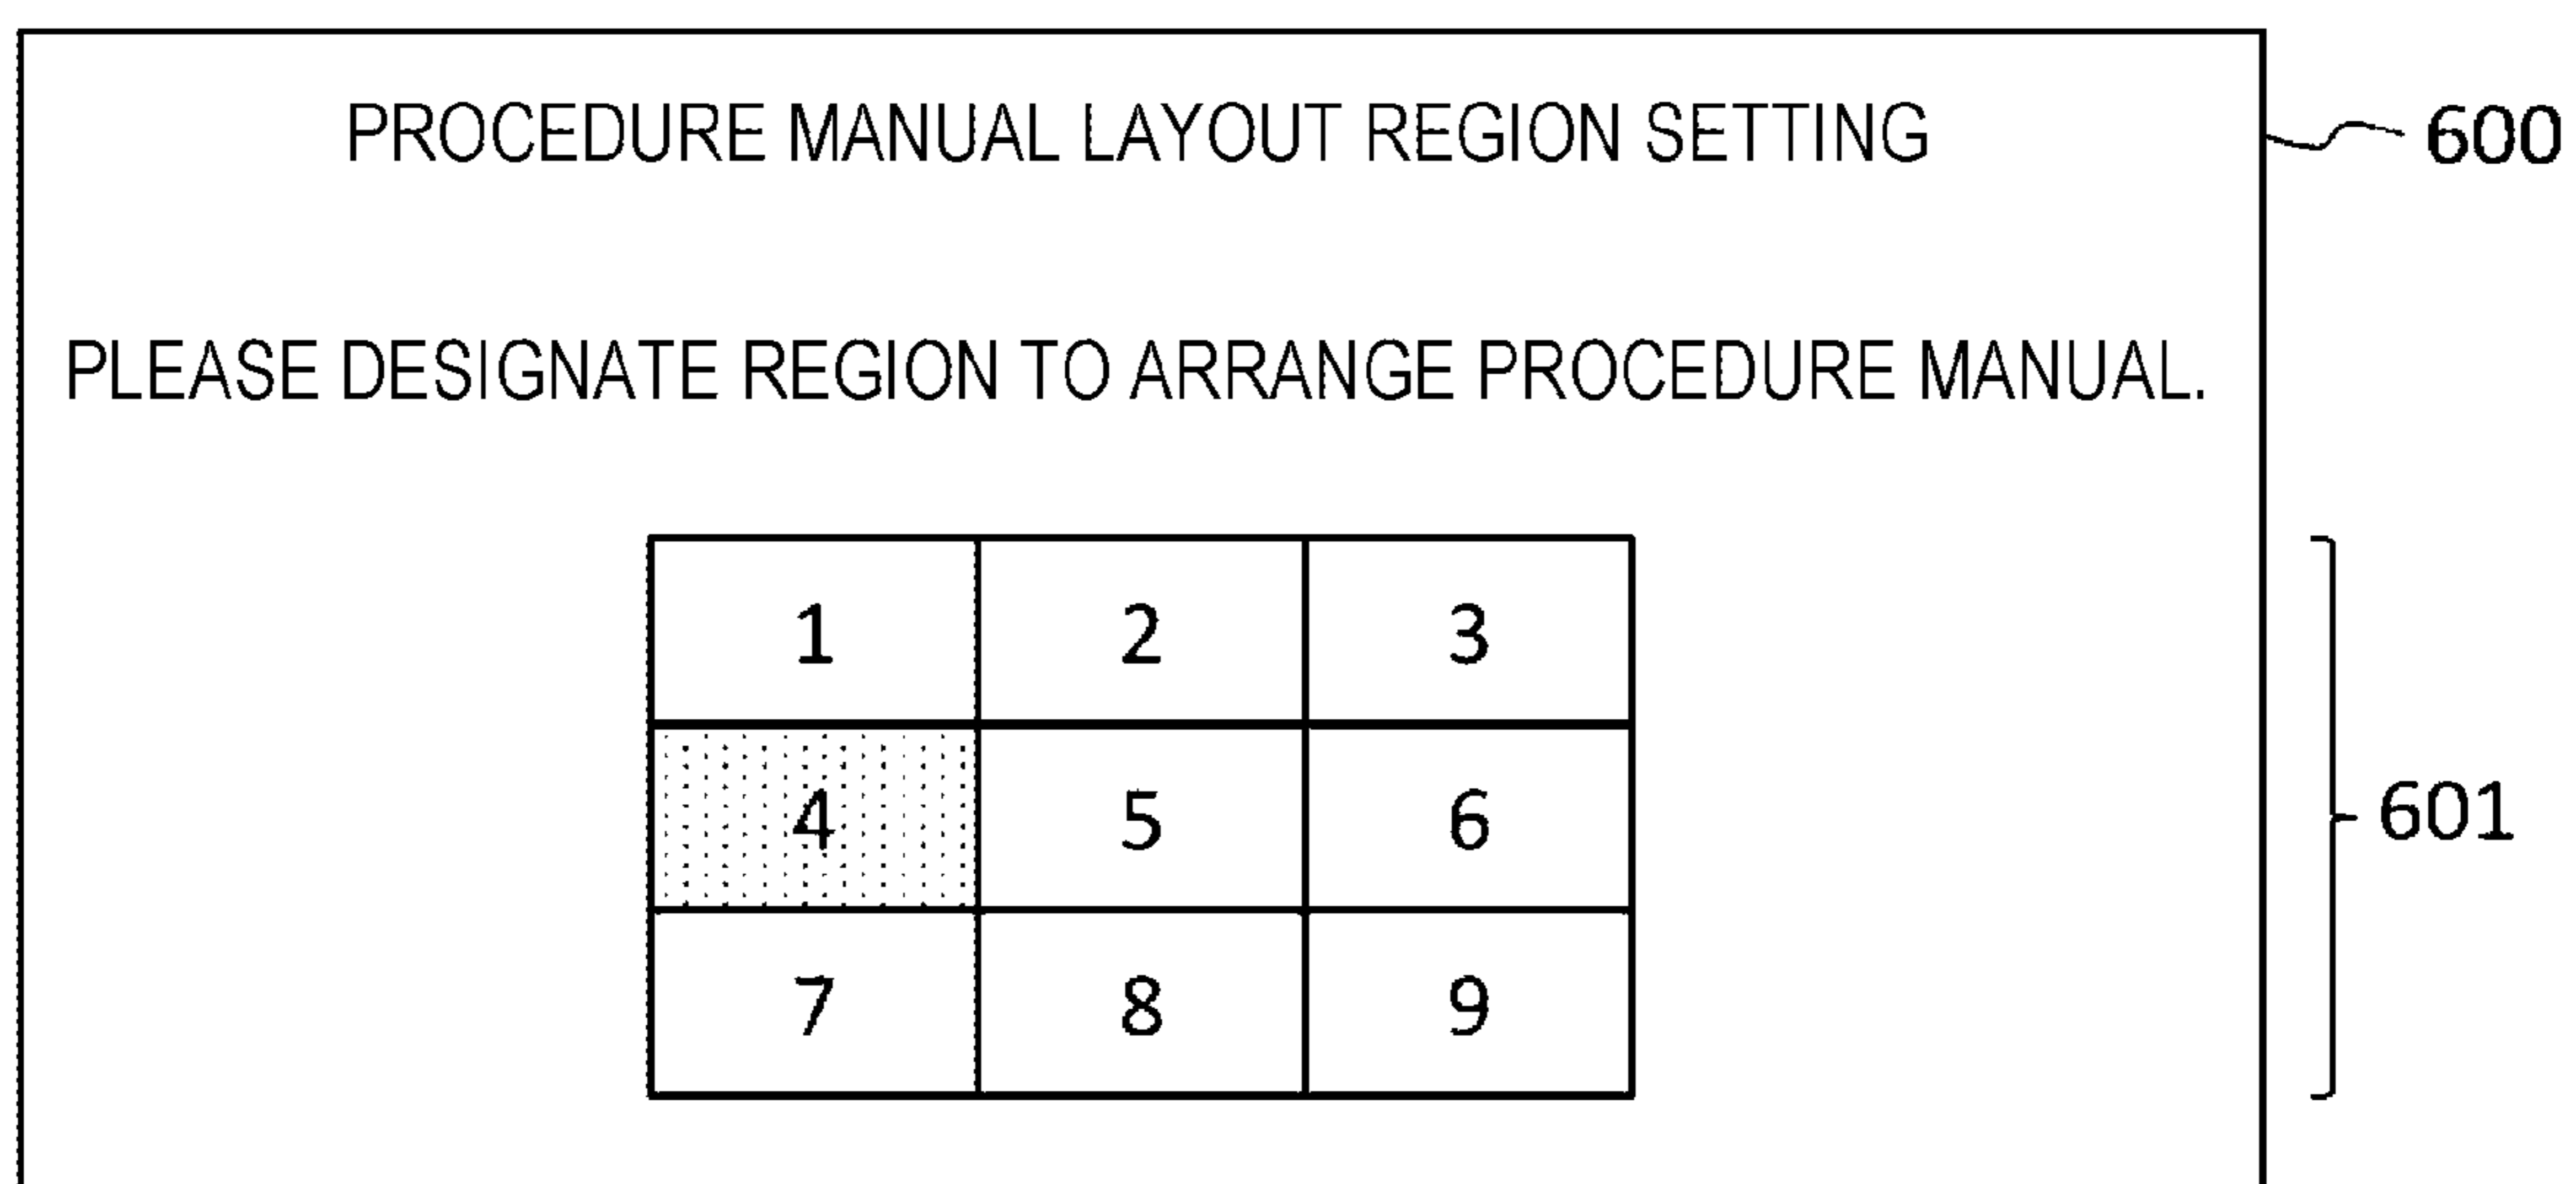 PROCEDURE MANUAL LAYOUT REGION SETTING
600
PLEASE DESIGNATE REGION TO ARRANGE PROCEDURE MANUAL.
1 2 3
4 5 6
601
7 8 9